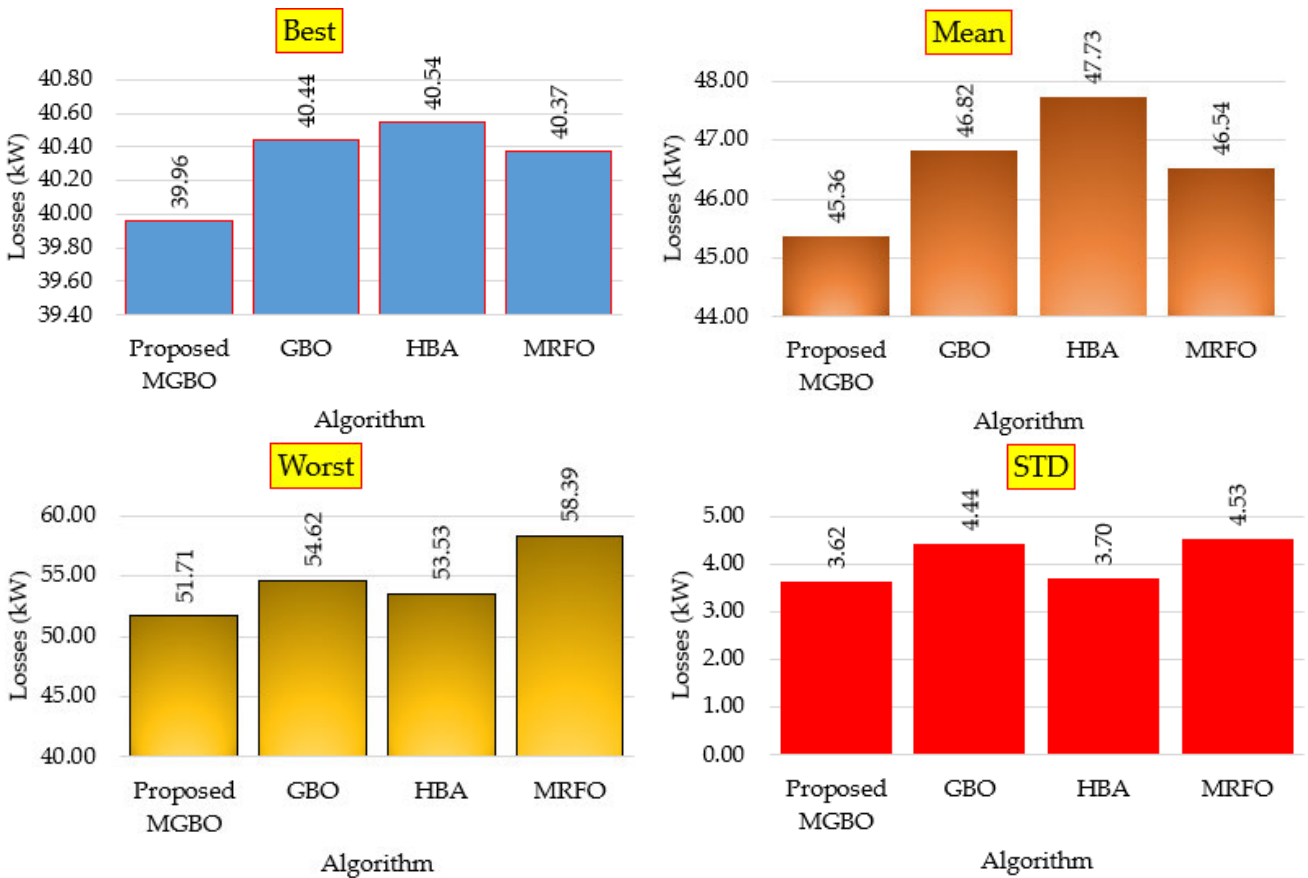 Best
40.80
40.60
40.40
40.20
40.00
39.80
39.60
39.40
Losses (kW)
39.96
40.44
40.54
40.37
Proposed
MGBO
GBO
HBA
MRFO
Algorithm
Mean
48.00
47.00
46.00
45.00
44.00
Losses (kW)
45.36
46.82
47.73
46.54
Proposed
MGBO
GBO
HBA
MRFO
Algorithm
Worst
60.00
55.00
50.00
45.00
40.00
Losses (kW)
51.71
54.62
53.53
58.39
Proposed
MGBO
GBO
HBA
MRFO
Algorithm
STD
5.00
4.00
3.00
2.00
1.00
0.00
Losses (kW)
3.62
4.44
3.70
4.53
Proposed
MGBO
GBO
HBA
MRFO
Algorithm